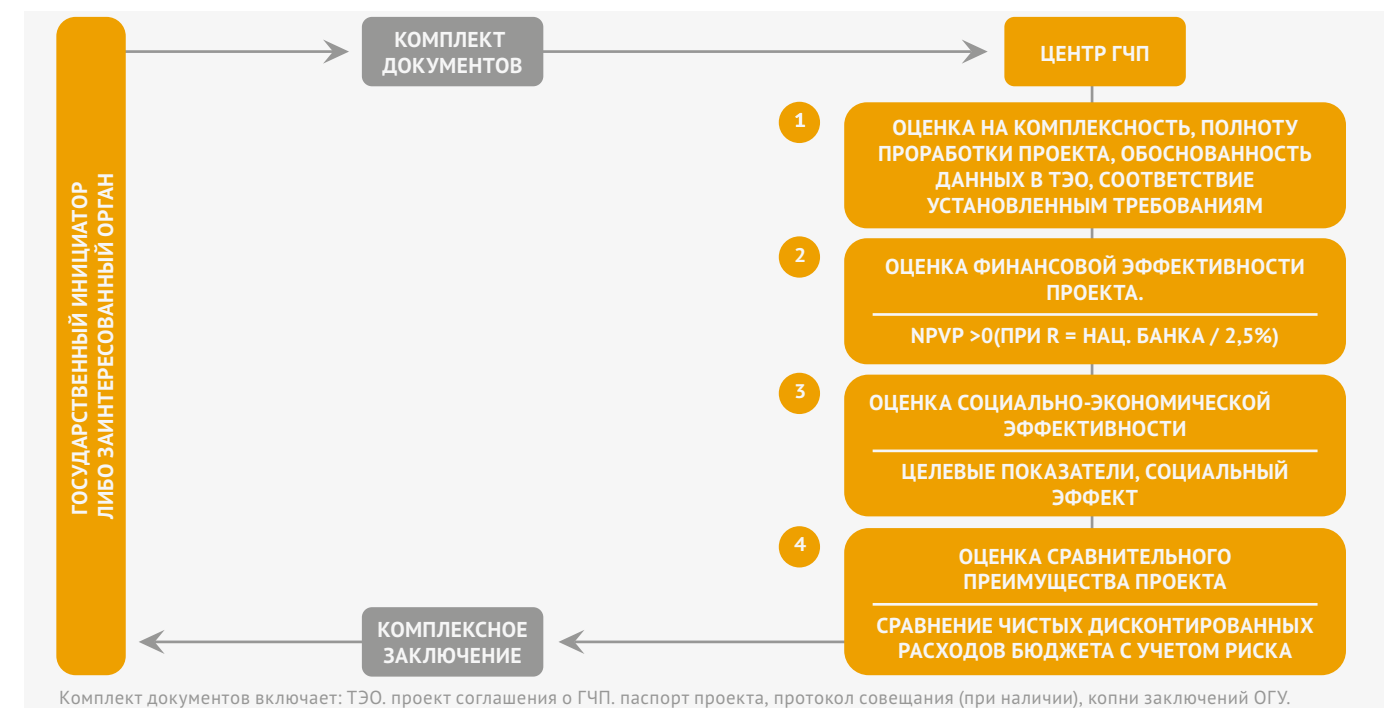 КОМПЛЕКТ
ДОКУМЕНТОВ
ЦЕНТР ГЧП
ГОСУДАРСТВЕННЫЙ ИНИЦИАТОР
ЛИБО ЗАИНТЕРЕСОВАННЫЙ ОРГАН
1
ОЦЕНКА НА КОМПЛЕКСНОСТЬ, ПОЛНОТУ
ПРОРАБОТКИ ПРОЕКТА, ОБОСНОВАННОСТЬ
ДАННЫХ В ТЭО, СООТВЕТСТВИЕ
УСТАНОВЛЕННЫМ ТРЕБОВАНИЯМ
2
ОЦЕНКА ФИНАНСОВОЙ ЭФФЕКТИВНОСТИ
ПРОЕКТА.
NPVP >0(ПРИ R = НАЦ. БАНКА / 2,5%)
3
ОЦЕНКА СОЦИАЛЬНО-ЭКОНОМИЧЕСКОЙ
ЭФФЕКТИВНОСТИ
ЦЕЛЕВЫЕ ПОКАЗАТЕЛИ, СОЦИАЛЬНЫЙ
ЭФФЕКТ
4
ОЦЕНКА СРАВНИТЕЛЬНОГО
ПРЕИМУЩЕСТВА ПРОЕКТА
СРАВНЕНИЕ ЧИСТЫХ ДИСКОНТИРОВАННЫХ
РАСХОДОВ БЮДЖЕТА С УЧЕТОМ РИСКА
КОМПЛЕКСНОЕ
ЗАКЛЮЧЕНИЕ
Комплект документов включает: ТЭО. проект соглашения о ГЧП. паспорт проекта, протокол совещания (при наличии), копни заключений ОГУ.